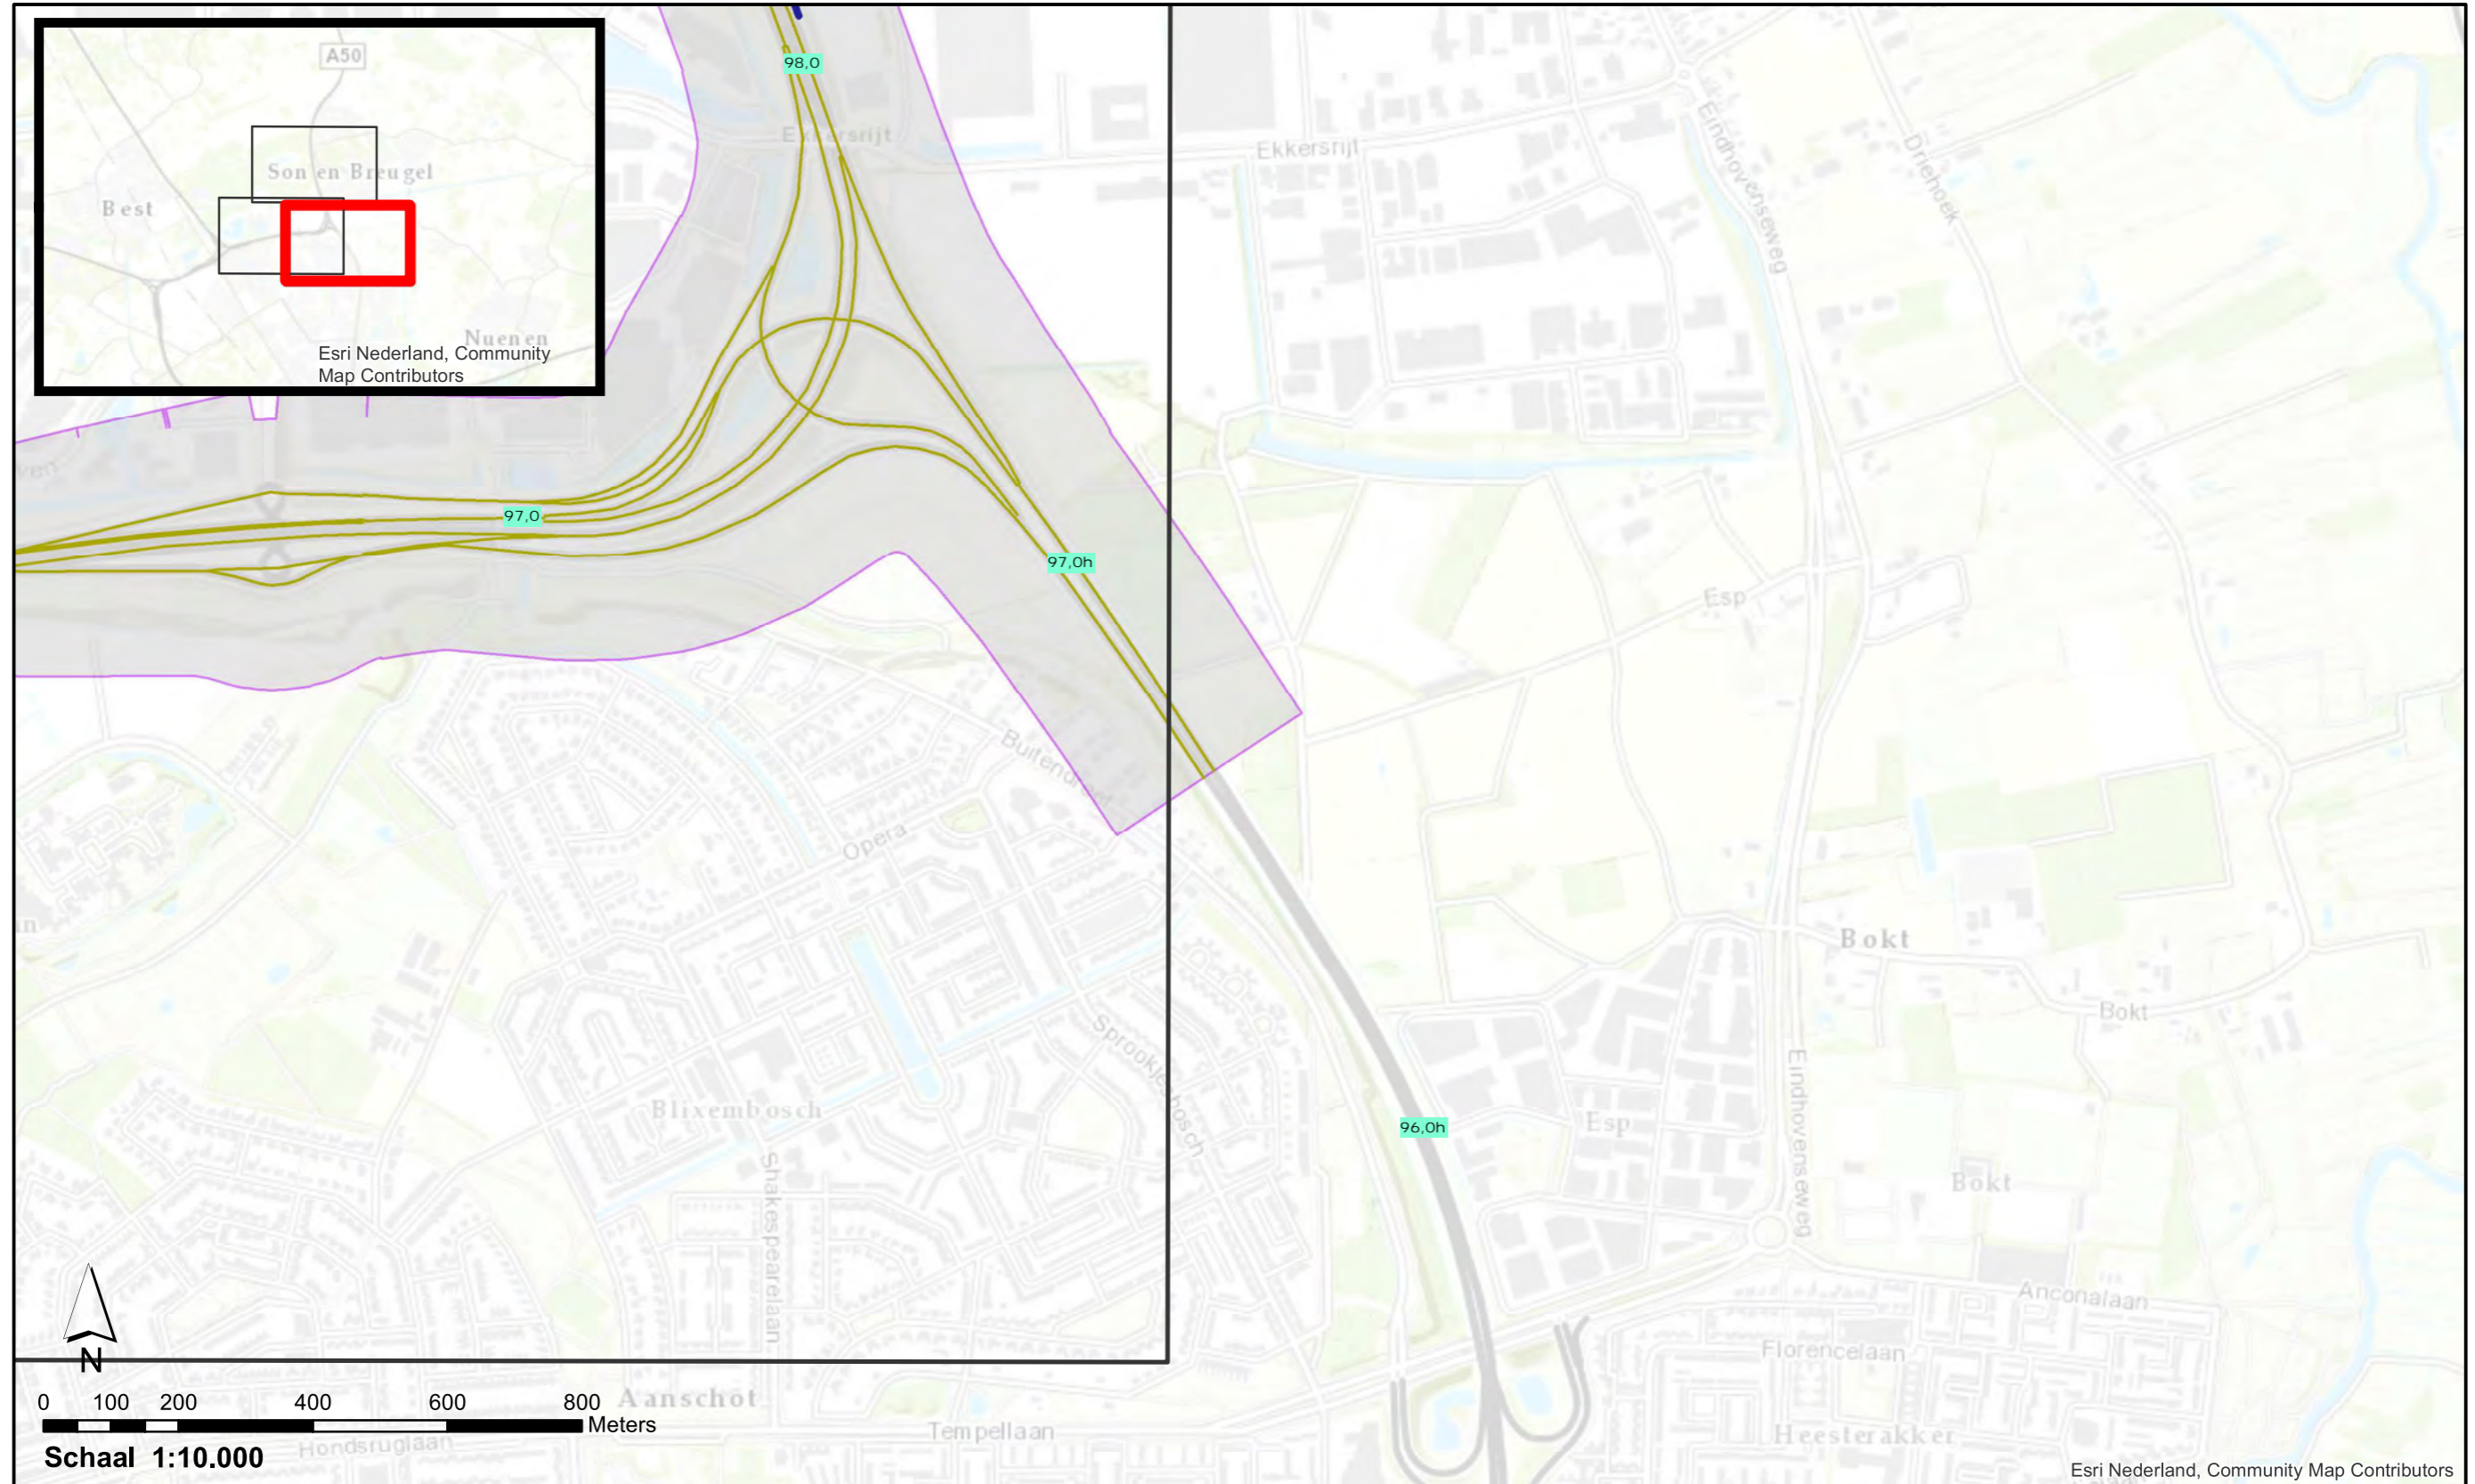 A50
Son en Breugel
Best
Nuenen
Esri Nederland, Community
Map Contributors
98,0
Ekkersrijt
Ekkersrijt
Eindhovenseweg
Driehoek
ven
97,0
97,0h
Esp
Buitendreef
Opera
Bokt
Bokt
Sprookjesbosch
Eindhovenseweg
Blixembosch
96,0h
Esp
Shakespearelaan
Bokt
Anconalaan
Florencelaan
N
0 100 200 400 600 800
Meters
Aanschot
Tempellaan
Heesterakker
Hondsruglaan
Schaal 1:10.000
Esri Nederland, Community Map Contributors